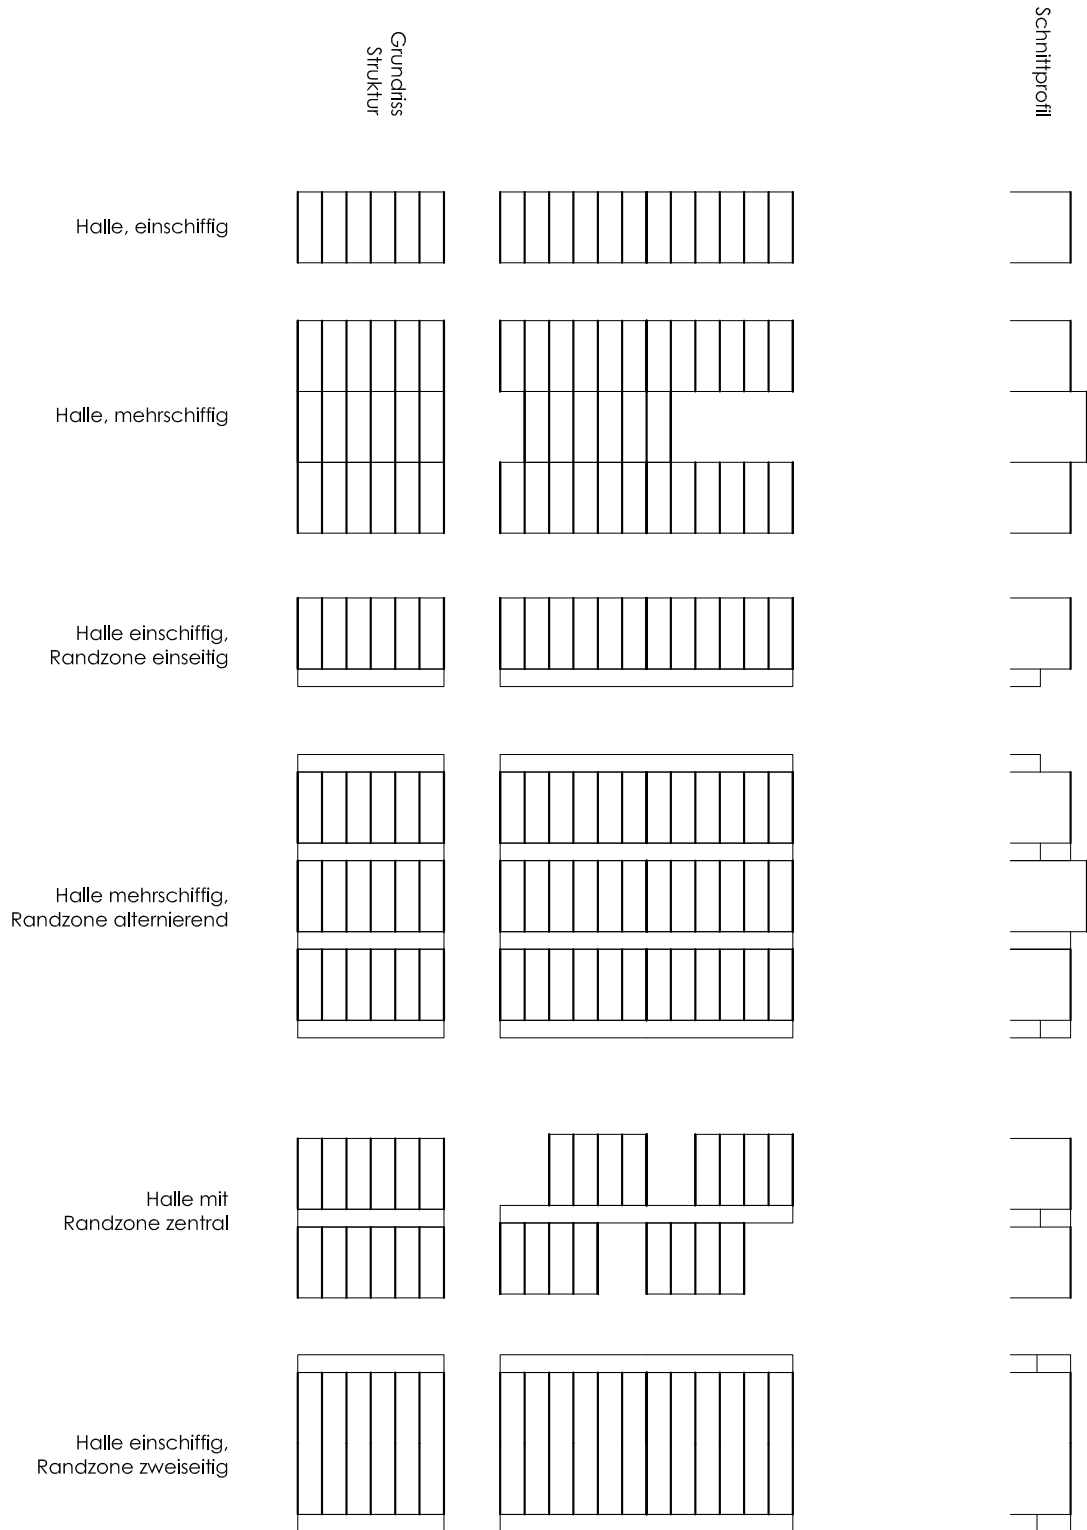 Grundriss
Struktur
Schnittprofil
Halle, einschiffig
Halle, mehrschiffig
Halle einschiffig,
Randzone einseitig
Halle mehrschiffig,
Randzone alternierend
Halle mit
Randzone zentral
Halle einschiffig,
Randzone zweiseitig